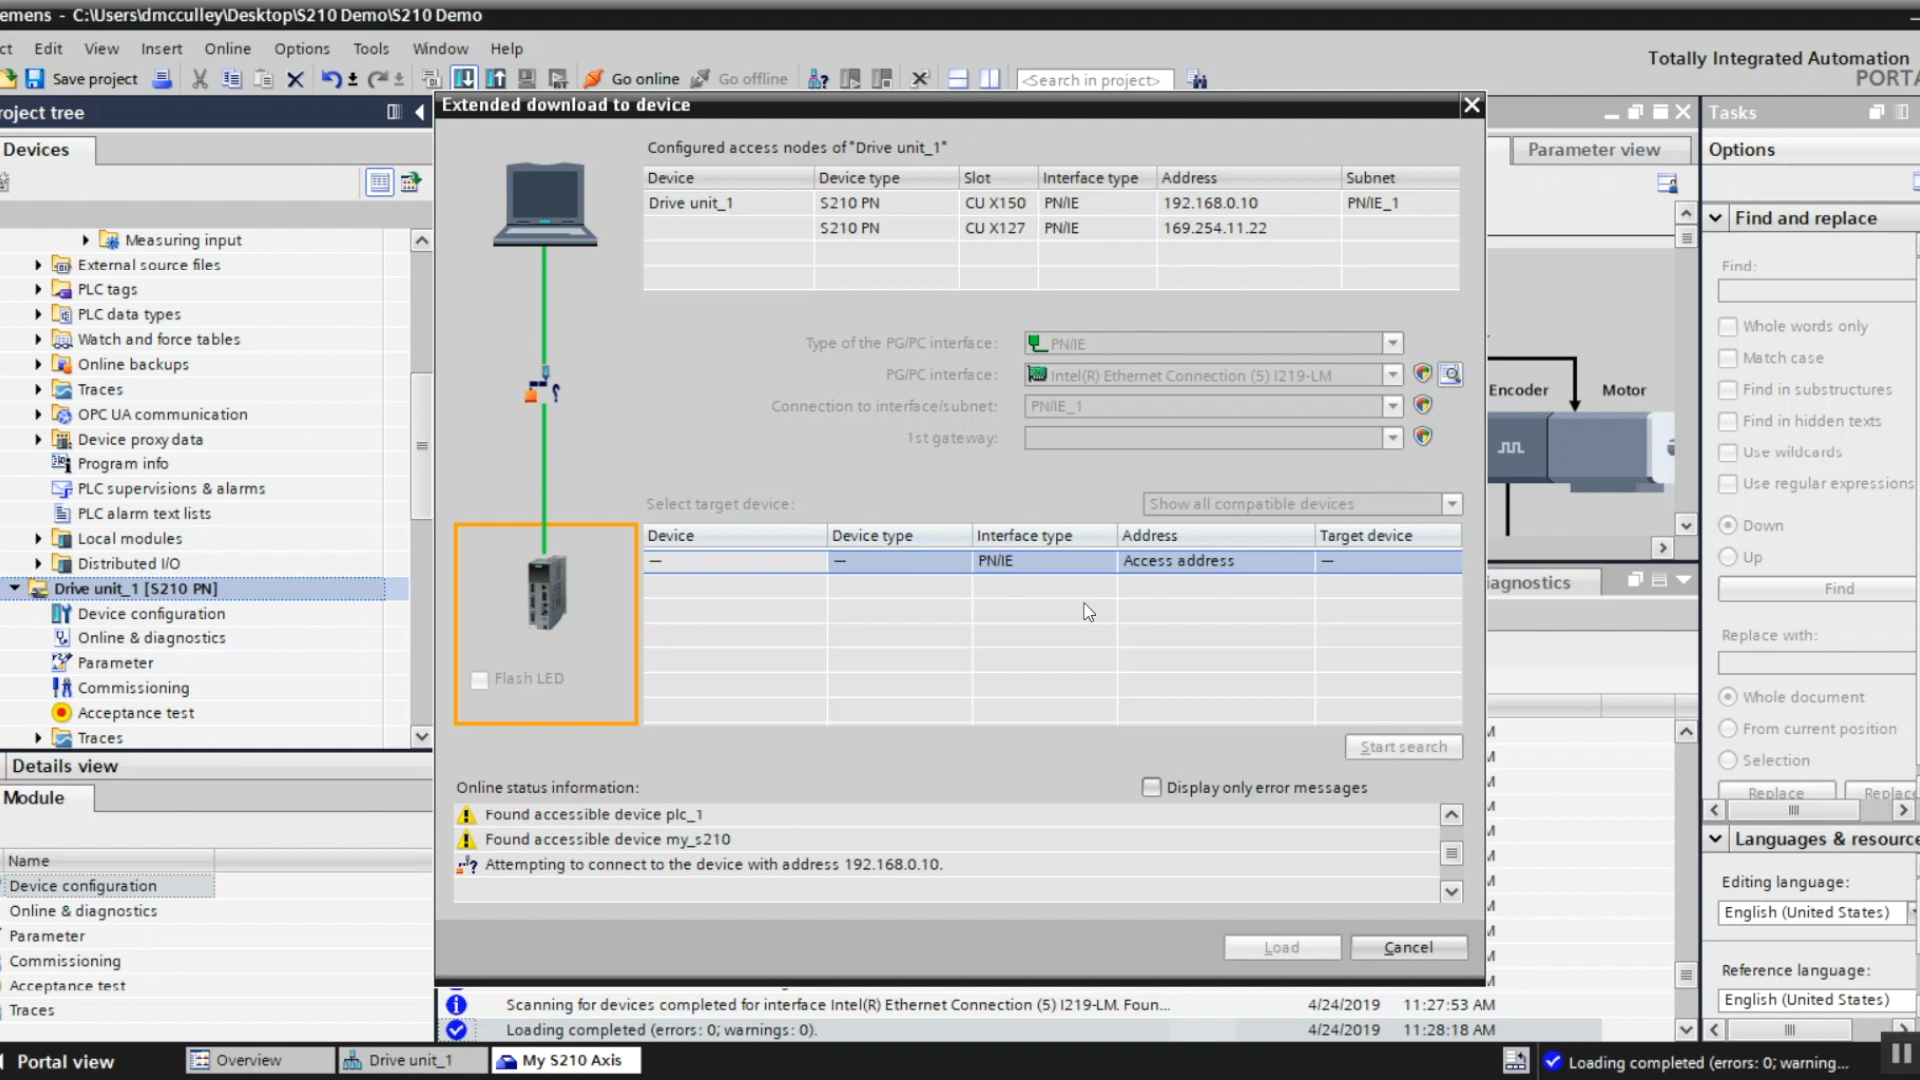 emens - C:\Users\dmcculley\Desktop\S210 Demo\S210 Demo
ct Edit View Insert Online Options Tools Window Help
Totally Integrated Automation
PORTA
Save project
Go online
Go offline
<Search in project>
roject tree
Devices
Measuring input
External source files
PLC tags
PLC data types
Watch and force tables
Online backups
Traces
OPC UA communication
Device proxy data
Program info
PLC supervisions & alarms
PLC alarm text lists
Local modules
Distributed I/O
Drive unit_1 [S210 PN]
Device configuration
Online & diagnostics
Parameter
Commissioning
Acceptance test
Traces
Details view
Module
Name
Device configuration
Online & diagnostics
Parameter
Commissioning
Acceptance test
Traces
Extended download to device
Configured access nodes of "Drive unit_1"
Device Device type Slot Interface type Address Subnet
Drive unit_1 S210 PN CU X150 PN/IE 192.168.0.10 PN/IE_1
S210 PN CU X127 PN/IE 169.254.11.22
Type of the PG/PC interface: PN/IE
PG/PC interface: Intel(R) Ethernet Connection (5) I219-LM
Connection to interface/subnet: PN/IE_1
1st gateway:
Select target device: Show all compatible devices
Device Device type Interface type Address Target device
— — PN/IE Access address —
Flash LED
Start search
Online status information:
Display only error messages
Found accessible device plc_1
Found accessible device my_s210
Attempting to connect to the device with address 192.168.0.10.
Load
Cancel
Scanning for devices completed for interface Intel(R) Ethernet Connection (5) I219-LM. Foun... 4/24/2019 11:27:53 AM
Loading completed (errors: 0; warnings: 0). 4/24/2019 11:28:18 AM
Parameter view
Encoder
Motor
iagnostics
Tasks
Options
Find and replace
Find:
Whole words only
Match case
Find in substructures
Find in hidden texts
Use wildcards
Use regular expressions
Down
Up
Find
Replace with:
Whole document
From current position
Selection
Replace
Replace
Languages & resource
Editing language:
English (United States)
Reference language:
English (United States)
Portal view
Overview
Drive unit_1
My S210 Axis
Loading completed (errors: 0; warning...